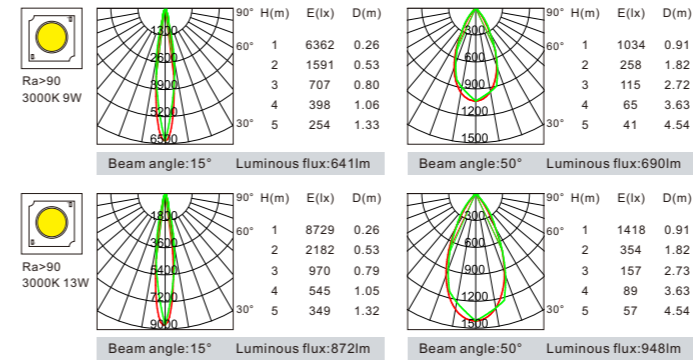 90° H(m) E(lx) D(m)
1300
60° 1 6362 0.26
2600
2 1591 0.53
3900
3 707 0.80
5200
4 398 1.06
30° 5 254 1.33
6500
Ra>90
3000K 9W
Beam angle:15° Luminous flux:641lm
90° H(m) E(lx) D(m)
300
60° 1 1034 0.91
600
2 258 1.82
900
3 115 2.72
1200
4 65 3.63
30° 5 41 4.54
1500
Beam angle:50° Luminous flux:690lm
90° H(m) E(lx) D(m)
1800
60° 1 8729 0.26
3600
2 2182 0.53
5400
3 970 0.79
7200
4 545 1.05
30° 5 349 1.32
9000
Ra>90
3000K 13W
Beam angle:15° Luminous flux:872lm
90° H(m) E(lx) D(m)
300
60° 1 1418 0.91
600
2 354 1.82
900
3 157 2.73
1200
4 89 3.63
30° 5 57 4.54
1500
Beam angle:50° Luminous flux:948lm